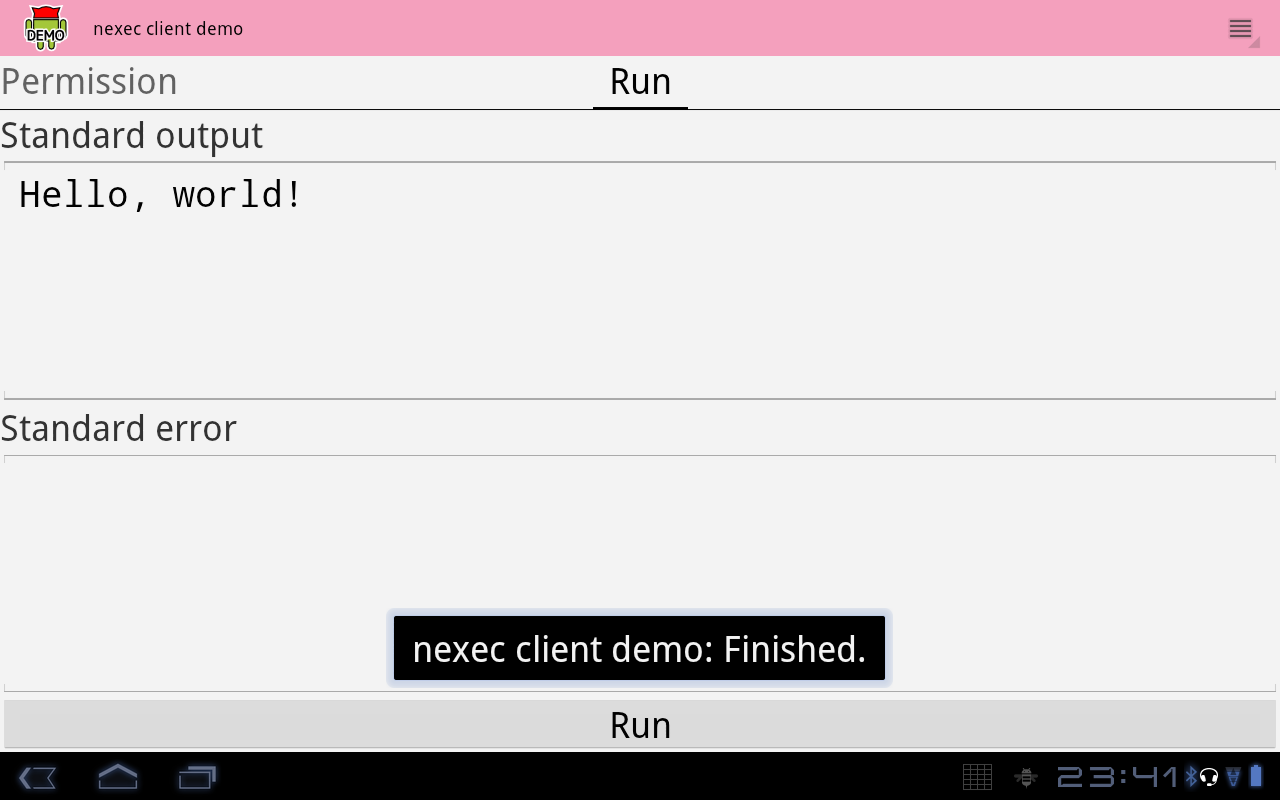 DEMO
nexec client demo
Permission
Run
Standard output
Hello, world!
Standard error
nexec client demo: Finished.
Run
23:41